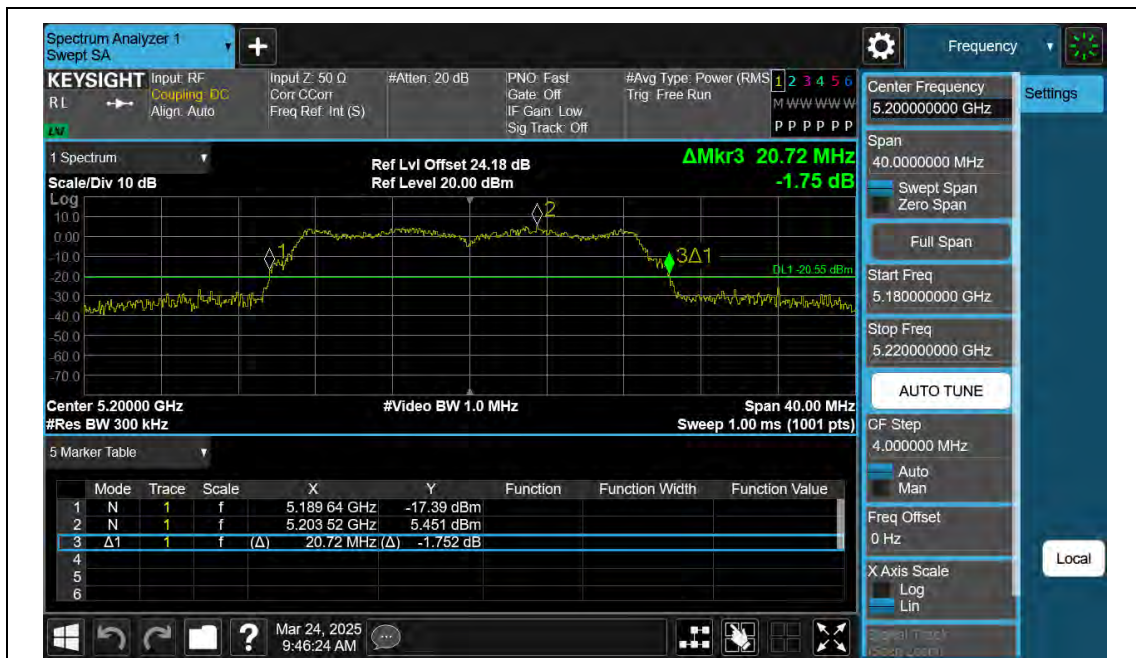 Spectrum Analyzer 1
Swept SA
+
Frequency
KEYSIGHT
RL
LXI
Input: RF
Coupling: DC
Align: Auto
Input Z: 50 Ω
Corr CCorr
Freq Ref: Int (S)
#Atten: 20 dB
PNO: Fast
Gate: Off
IF Gain: Low
Sig Track: Off
#Avg Type: Power (RMS
Trig: Free Run
1 2 3 4 5 6
M W W W W W
P P P P P P
1 Spectrum
Scale/Div 10 dB
Ref Lvl Offset 24.18 dB
Ref Level 20.00 dBm
ΔMkr3 20.72 MHz
-1.75 dB
Log
10.0
0.00
-10.0
-20.0
-30.0
-40.0
-50.0
-60.0
-70.0
1
2
3Δ1
DL1 -20.55 dBm
Center 5.20000 GHz
#Video BW 1.0 MHz
Span 40.00 MHz
#Res BW 300 kHz
Sweep 1.00 ms (1001 pts)
5 Marker Table
Mode Trace Scale X Y Function Function Width Function Value
1 N 1 f 5.189 64 GHz -17.39 dBm
2 N 1 f 5.203 52 GHz 5.451 dBm
3 Δ1 1 f (Δ) 20.72 MHz (Δ) -1.752 dB
4
5
6
Center Frequency
5.200000000 GHz
Settings
Span
40.0000000 MHz
Swept Span
Zero Span
Full Span
Start Freq
5.180000000 GHz
Stop Freq
5.220000000 GHz
AUTO TUNE
CF Step
4.000000 MHz
Auto
Man
Freq Offset
0 Hz
X Axis Scale
Log
Lin
Signal Track
(Span Zoom)
Local
?
Mar 24, 2025
9:46:24 AM